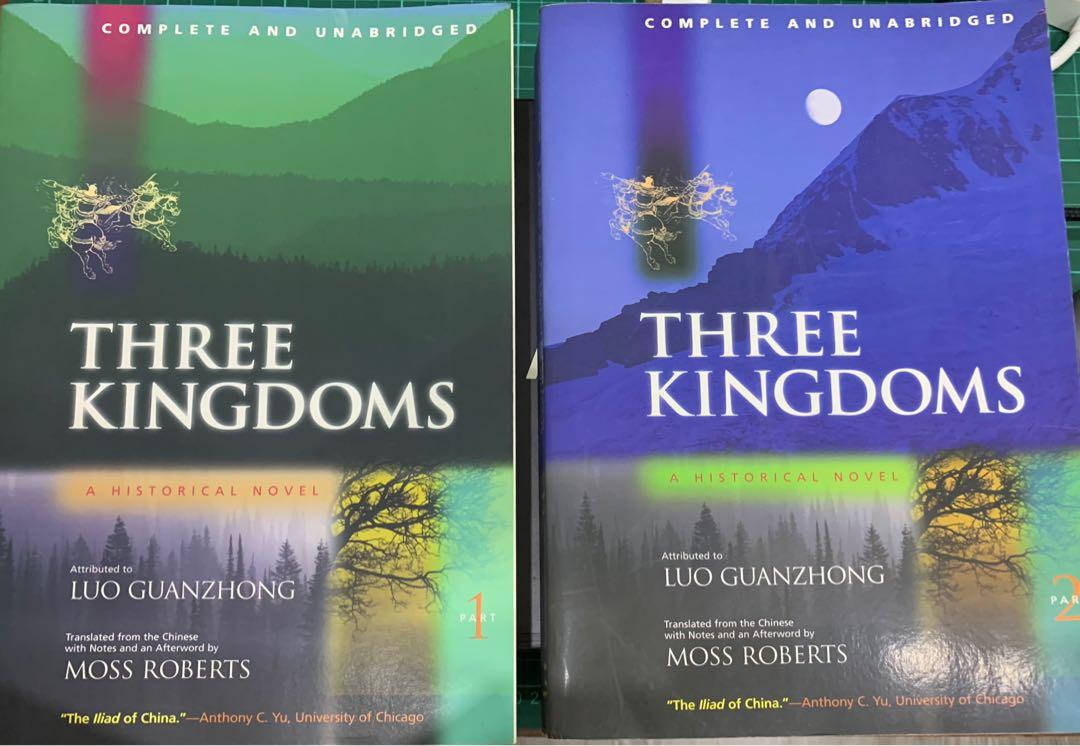 COMPLETE AND UNABRIDGED
THREE
KINGDOMS
A HISTORICAL NOVEL
Attributed to
LUO GUANZHONG
PART 1
Translated from the Chinese
with Notes and an Afterword by
MOSS ROBERTS
"The Iliad of China."—Anthony C. Yu, University of Chicago
COMPLETE AND UNABRIDGED
THREE
KINGDOMS
A HISTORICAL NOVEL
Attributed to
LUO GUANZHONG
PAR 2
Translated from the Chinese
with Notes and an Afterword by
MOSS ROBERTS
"The Iliad of China."—Anthony C. Yu, University of Chicago